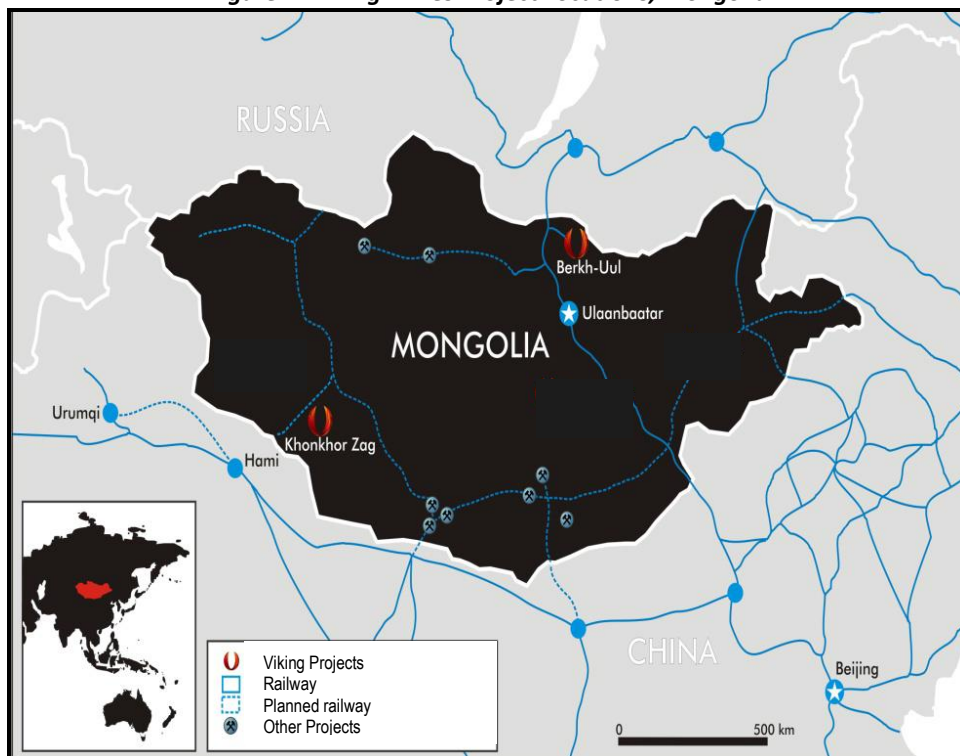 RUSSIA
Berkh-Uul
Ulaanbaatar
MONGOLIA
Urumqi
Khonkhor Zag
Hami
CHINA
Beijing
Viking Projects
Railway
Planned railway
Other Projects
0 500 km